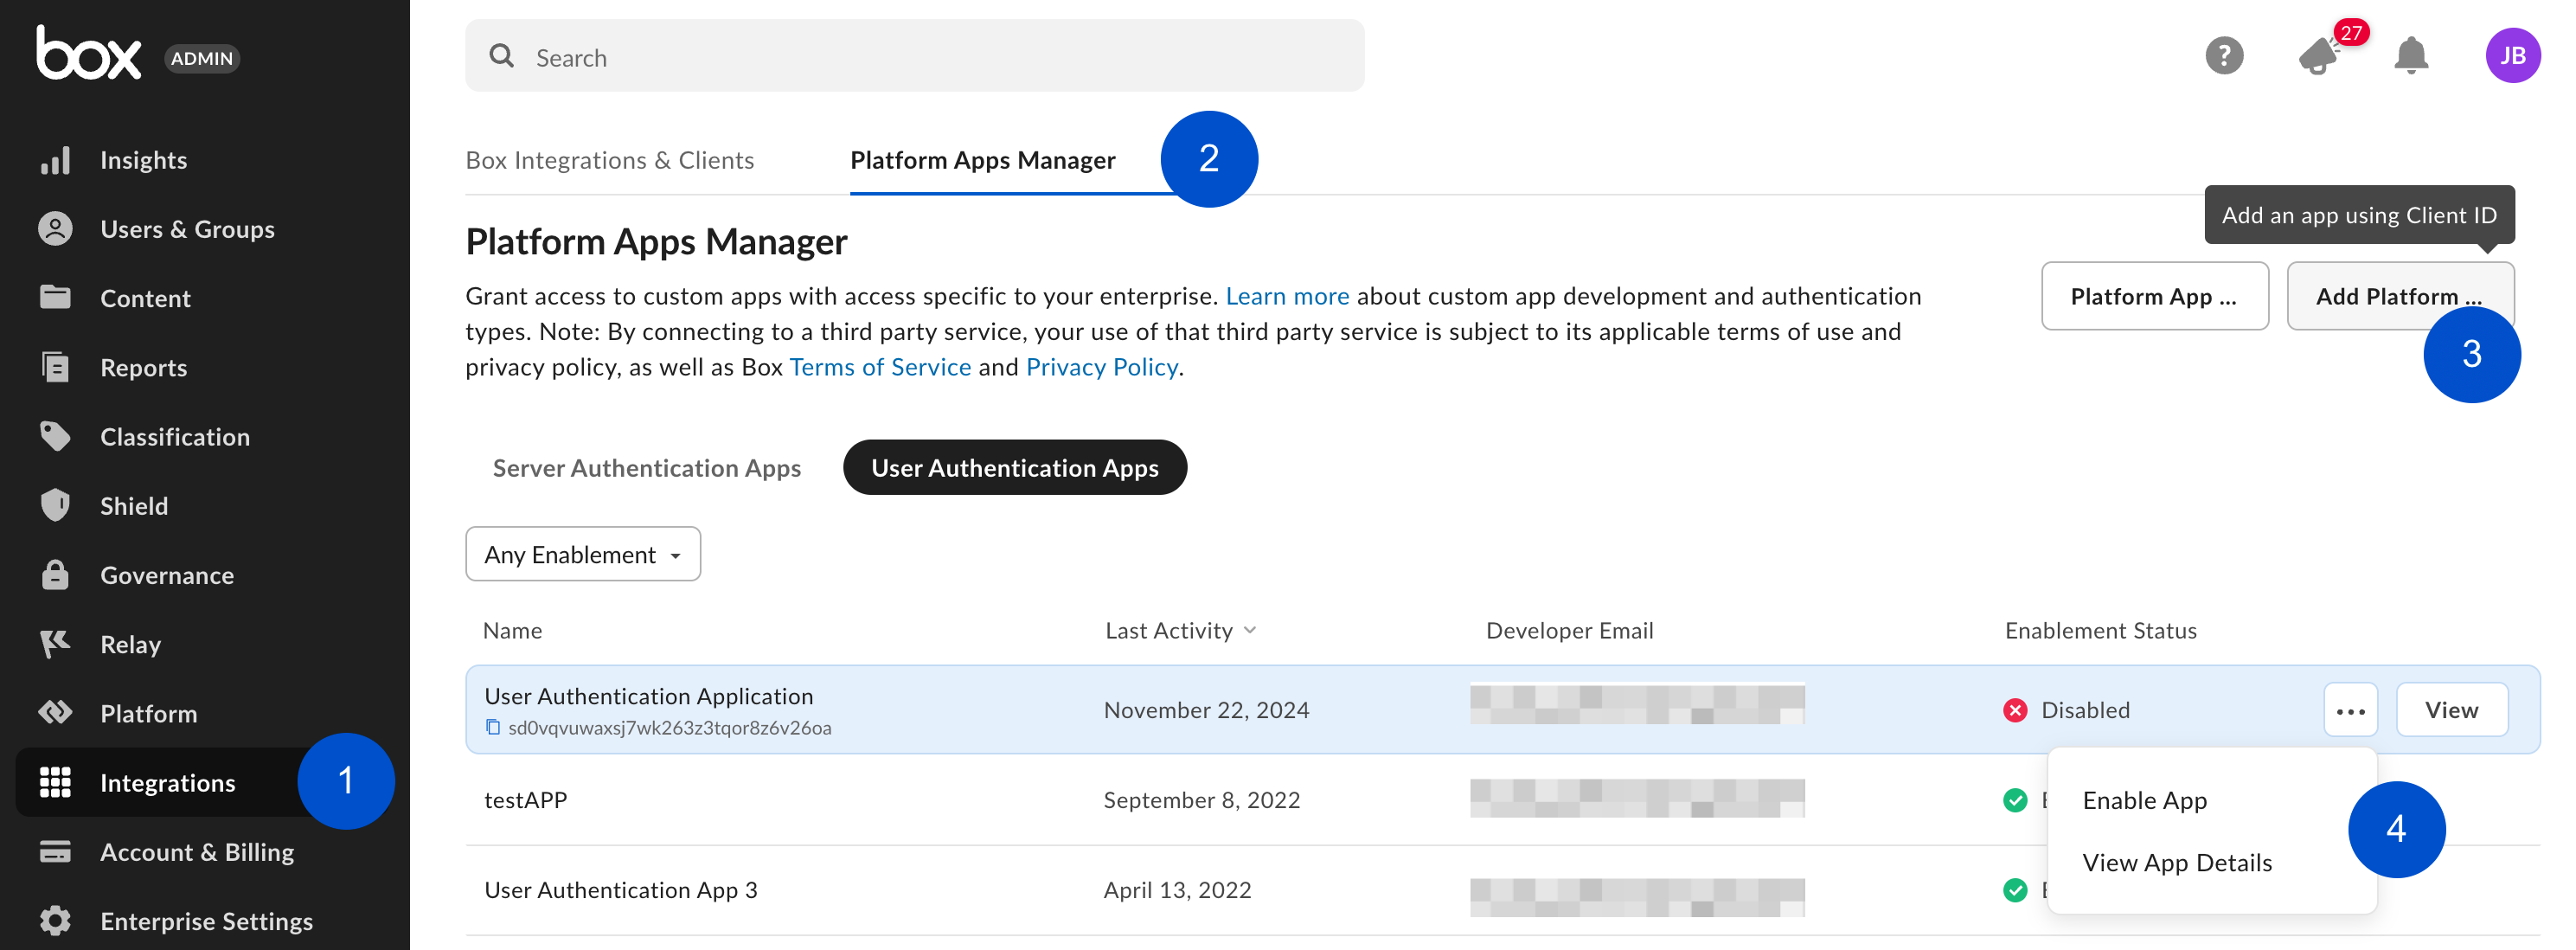 box ADMIN
Insights
Users & Groups
Content
Reports
Classification
Shield
Governance
Relay
Platform
Integrations
1
Account & Billing
Enterprise Settings
Search
?
27
JB
Box Integrations & Clients
Platform Apps Manager
2
Add an app using Client ID
Platform Apps Manager
Platform App ...
Add Platform ...
3
Grant access to custom apps with access specific to your enterprise. Learn more about custom app development and authentication
types. Note: By connecting to a third party service, your use of that third party service is subject to its applicable terms of use and
privacy policy, as well as Box Terms of Service and Privacy Policy.
Server Authentication Apps
User Authentication Apps
Any Enablement
Name Last Activity Developer Email Enablement Status
User Authentication Application
sd0vqvuwaxsj7wk263z3tqor8z6v26oa
November 22, 2024
Disabled
...
View
testAPP September 8, 2022
User Authentication App 3 April 13, 2022
Enable App
View App Details
4